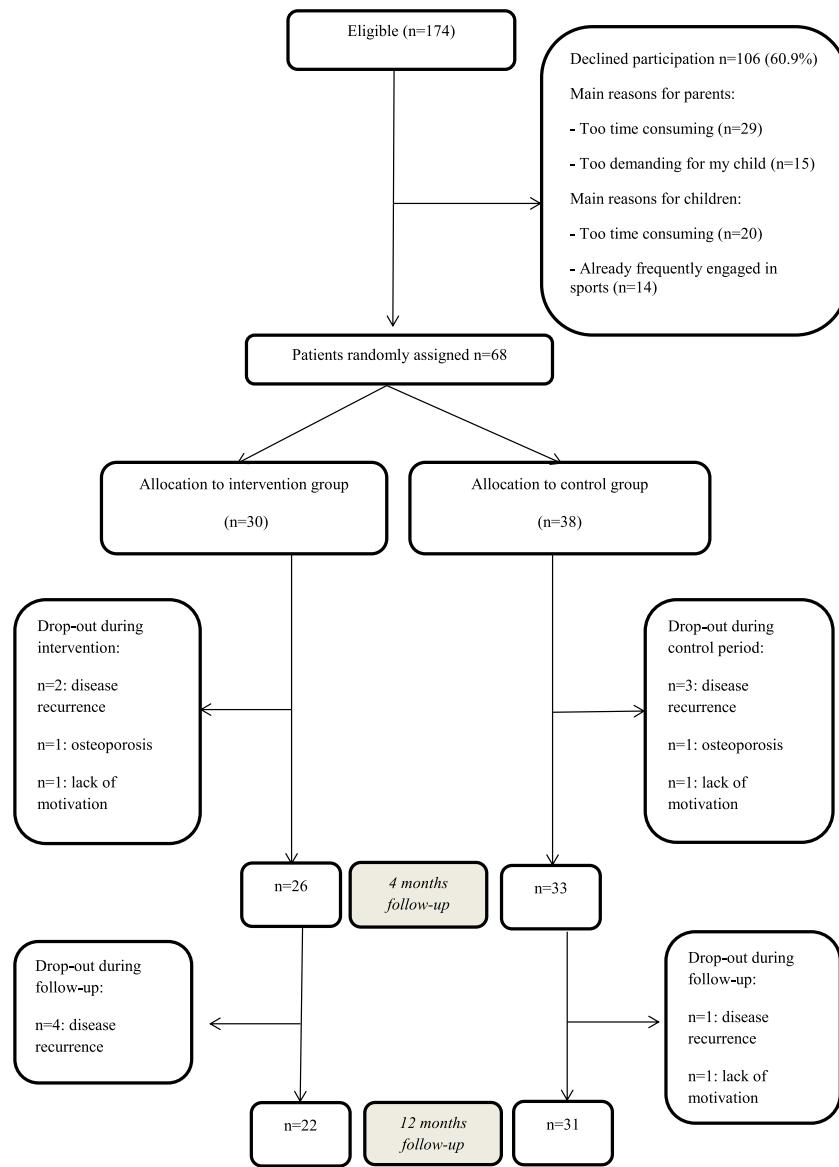 Eligible (n=174)
Declined participation n=106 (60.9%)
Main reasons for parents:
- Too time consuming (n=29)
- Too demanding for my child (n=15)
Main reasons for children:
- Too time consuming (n=20)
- Already frequently engaged in
sports (n=14)
Patients randomly assigned n=68
Allocation to intervention group
(n=30)
Allocation to control group
(n=38)
Drop-out during
intervention:
n=2: disease
recurrence
n=1: osteoporosis
n=1: lack of
motivation
Drop-out during
control period:
n=3: disease
recurrence
n=1: osteoporosis
n=1: lack of
motivation
n=26
4 months
follow-up
n=33
Drop-out during
follow-up:
n=4: disease
recurrence
Drop-out during
follow-up:
n=1: disease
recurrence
n=1: lack of
motivation
n=22
12 months
follow-up
n=31